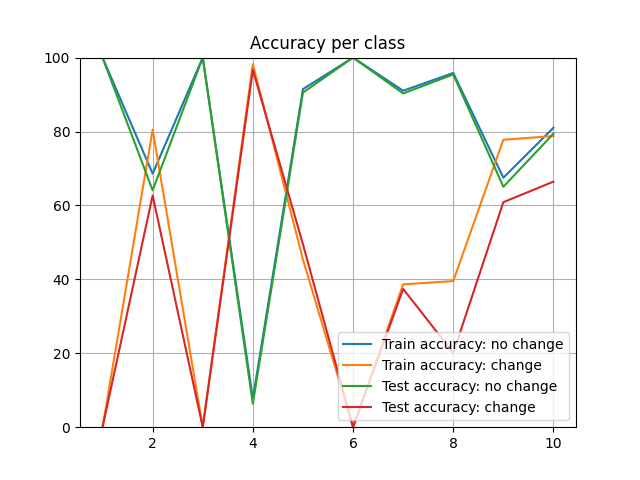 Accuracy per class
100
80
60
40
20
0
Train accuracy: no change
Train accuracy: change
Test accuracy: no change
Test accuracy: change
2 4 6 8 10